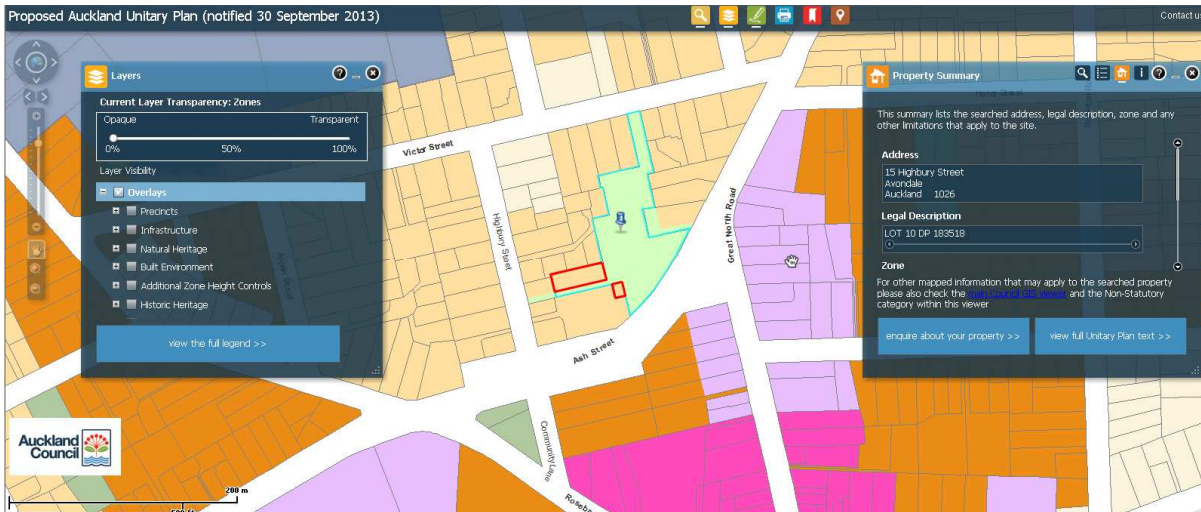 Proposed Auckland Unitary Plan (notified 30 September 2013)
Contact us
Layers
Current Layer Transparency: Zones
Opaque Transparent
0% 50% 100%
Layer Visibility
Overlays
Precincts
Infrastructure
Natural Heritage
Built Environment
Additional Zone Height Controls
Historic Heritage
view the full legend >>
Victor Street
Highbury Street
Great North Road
Ash Street
Community Lane
Property Summary
This summary lists the searched address, legal description, zone and any
other limitations that apply to the site.
Address
15 Highbury Street
Avondale
Auckland 1026
Legal Description
LOT 10 DP 183518
Zone
For other mapped information that may apply to the searched property
please also check the main Council GIS viewer and the Non-Statutory
category within this viewer
enquire about your property >>
view full Unitary Plan text >>
Auckland
Council
200 m